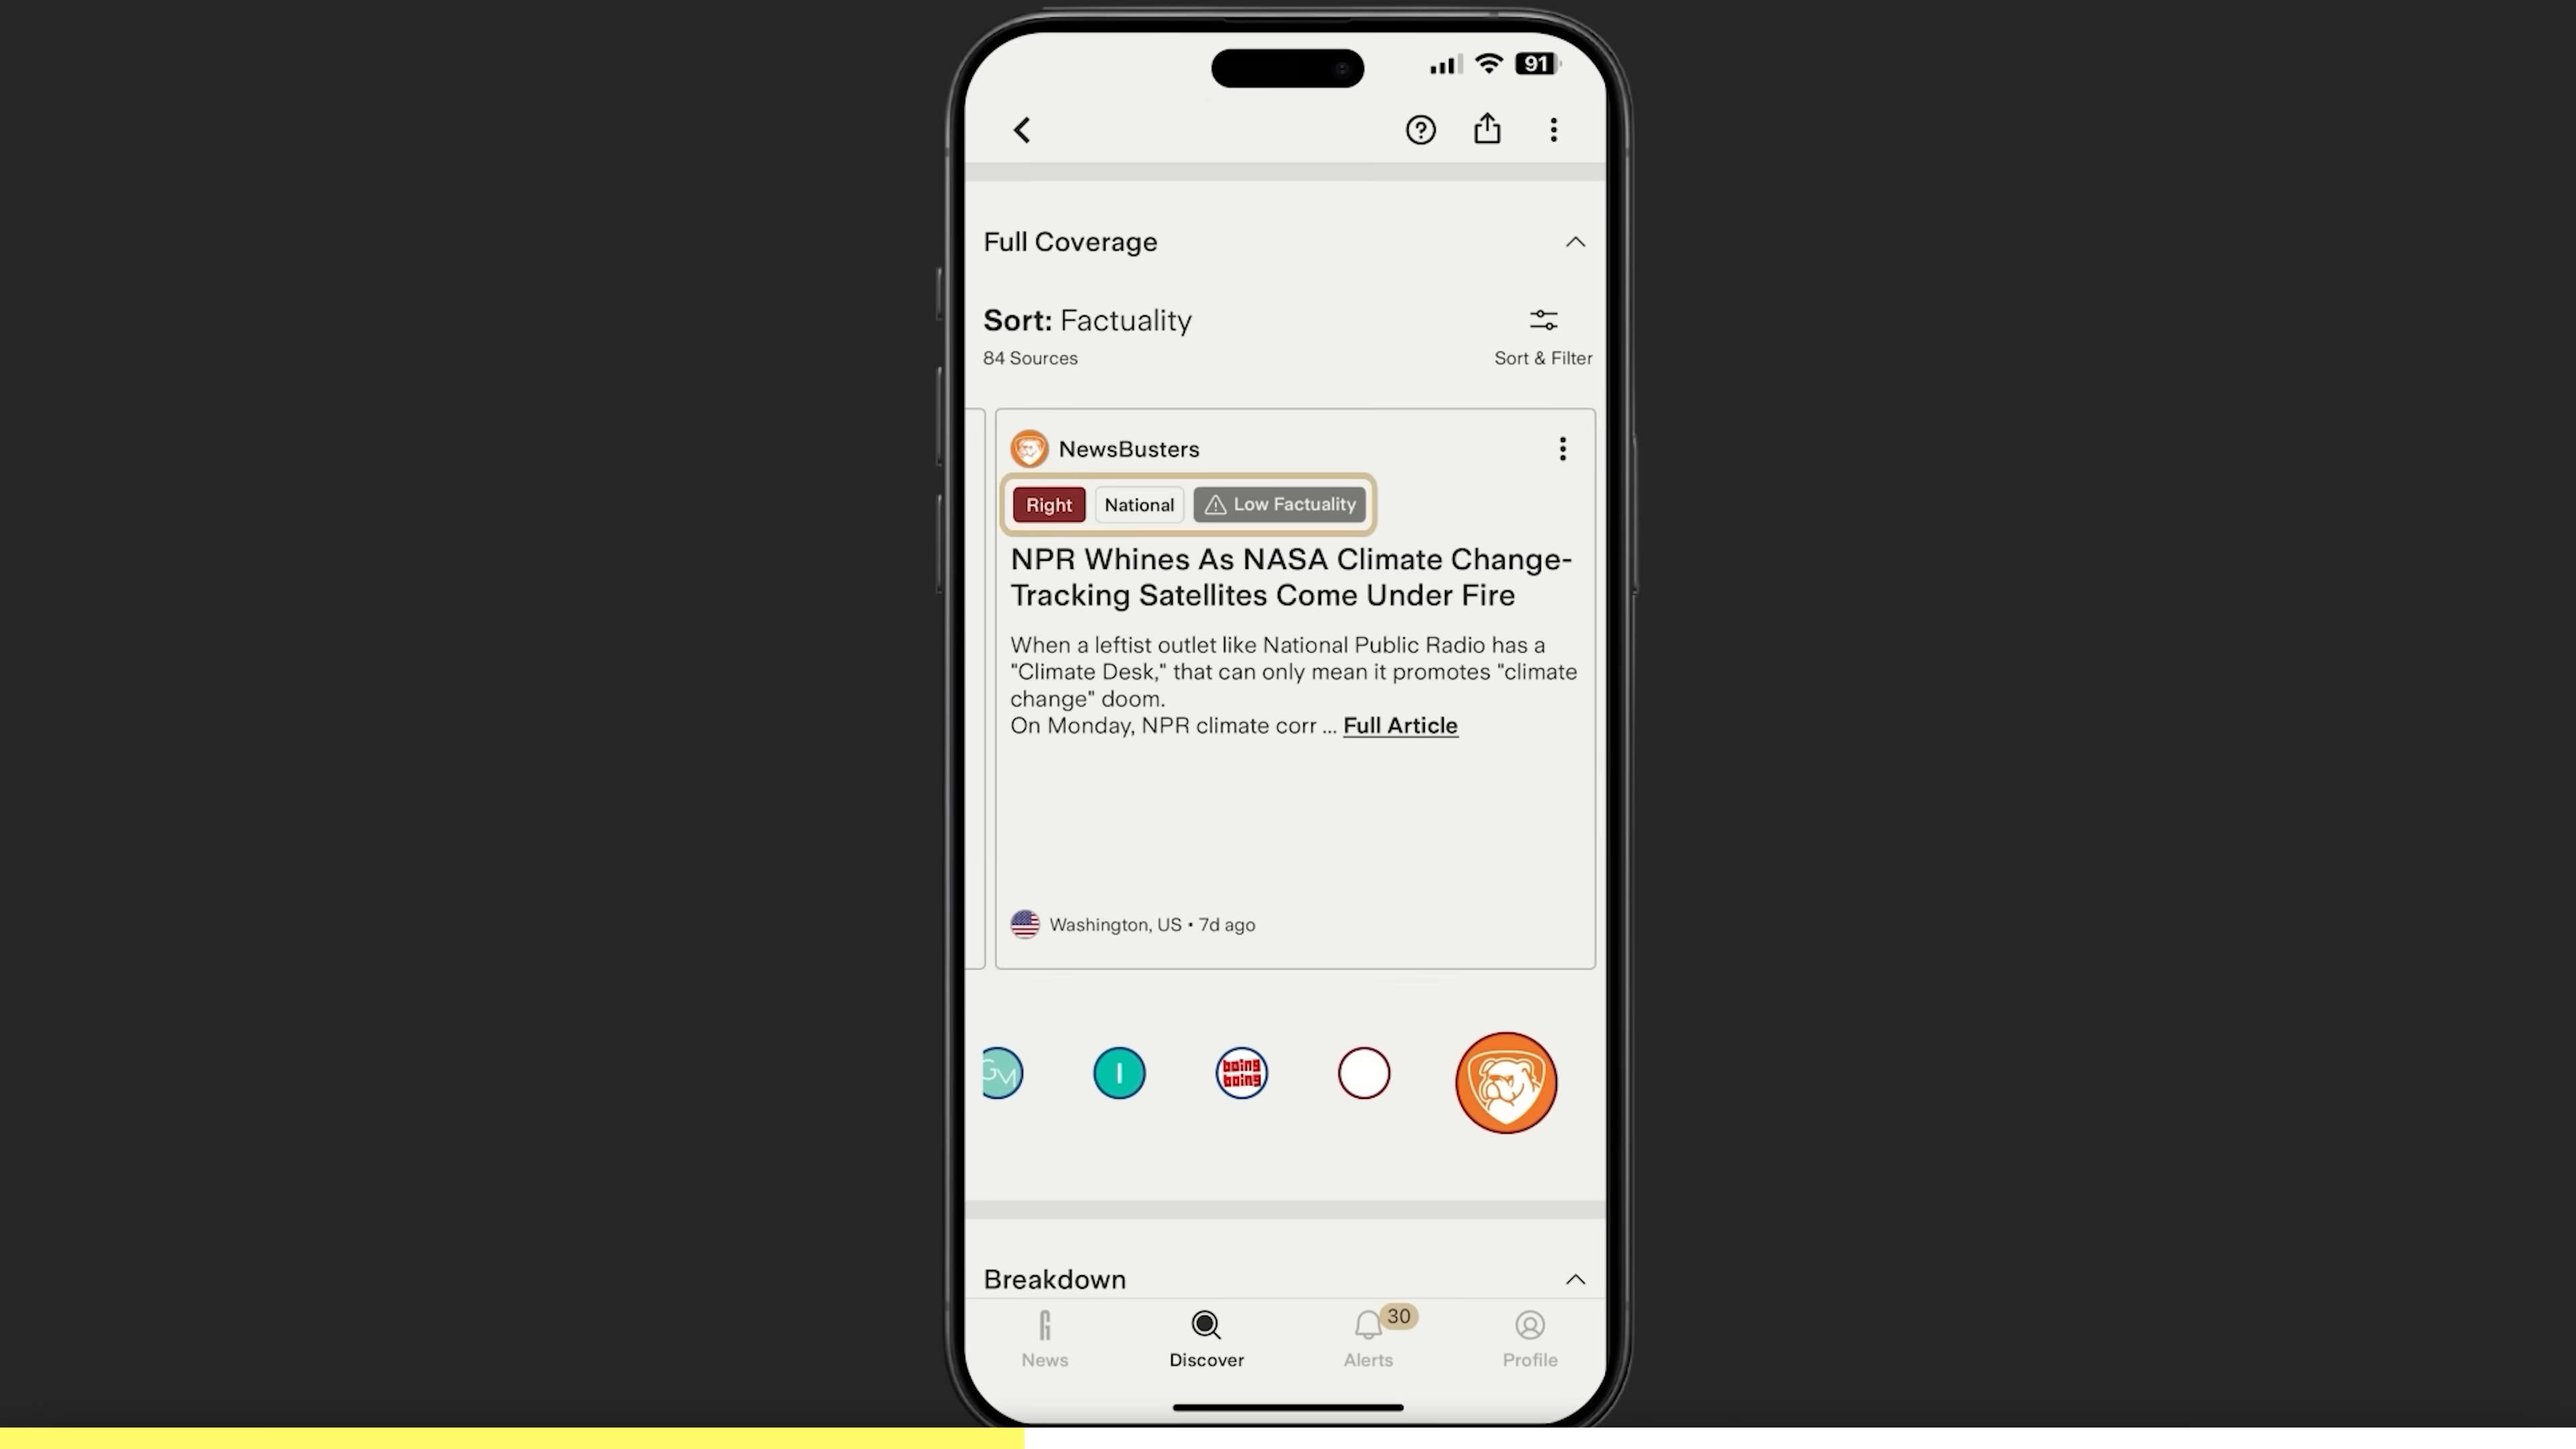 91
Full Coverage
Sort: Factuality
84 Sources
Sort & Filter
NewsBusters
Right
National
Low Factuality
NPR Whines As NASA Climate Change-
Tracking Satellites Come Under Fire
When a leftist outlet like National Public Radio has a
"Climate Desk," that can only mean it promotes "climate
change" doom.
On Monday, NPR climate corr ... Full Article
Washington, US • 7d ago
GM
I
boing
boing
Breakdown
30
News
Discover
Alerts
Profile